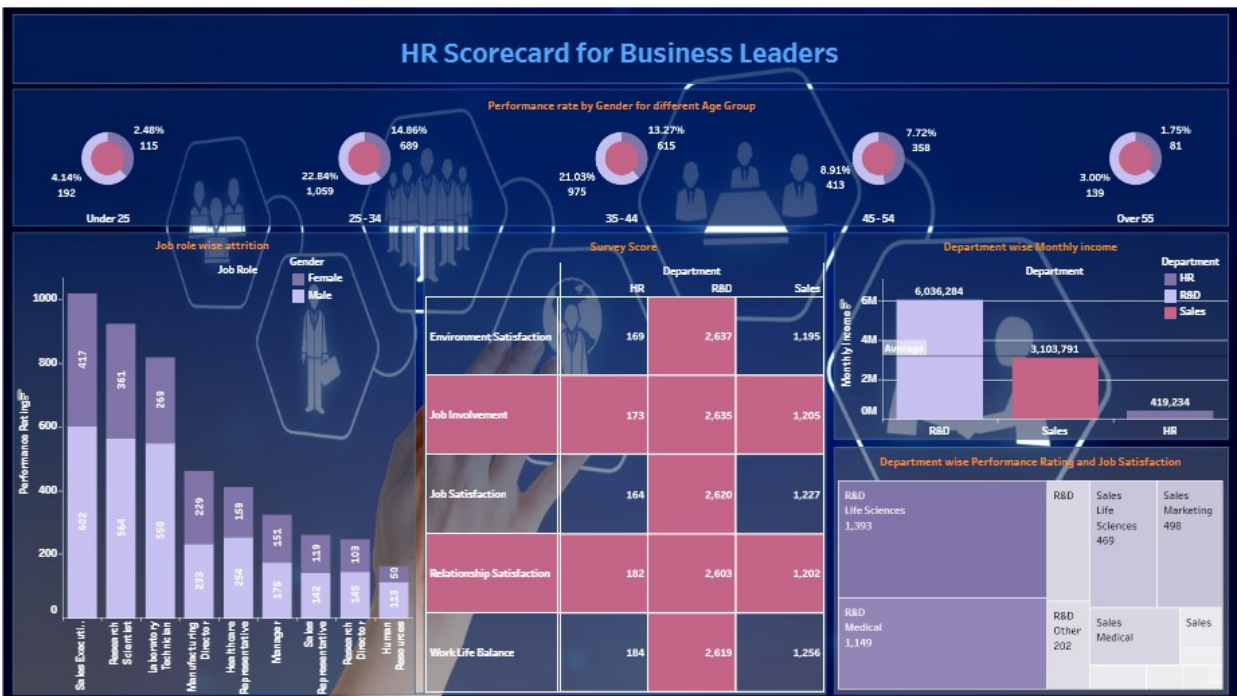 HR Scorecard for Business Leaders
Performance rate by Gender for different Age Group
2.48%
115
4.14%
192
Under 25
14.86%
689
22.84%
1,059
25-34
13.27%
615
21.03%
975
35-44
7.72%
358
8.91%
413
45-54
1.75%
81
3.00%
139
Over 55
Job role wise attrition
Job Role
Gender
Female
Male
Performance Rating
1000
800
600
400
200
0
417
602
361
564
269
550
229
233
159
254
151
175
119
142
103
145
50
113
Sales Executi..
Research
Scientist
Laboratory
Technician
Manufacturing
Director
Healthcare
Representative
Manager
Sales
Representative
Research
Director
Human
Resources
Survey Score
Department
HR R&D Sales
Environment Satisfaction 169 2,637 1,195
Job Involvement 173 2,635 1,205
Job Satisfaction 164 2,620 1,227
Relationship Satisfaction 182 2,603 1,202
Work Life Balance 184 2,619 1,256
Department wise Monthly income
Department
Department
HR
R&D
Sales
Monthly Income
6M
4M
2M
0M
Average
6,036,284
3,103,791
419,234
R&D Sales HR
Department wise Performance Rating and Job Satisfaction
R&D
Life Sciences
1,393
R&D
Medical
1,149
R&D
R&D
Other
202
Sales
Life
Sciences
469
Sales
Marketing
498
Sales
Medical
Sales